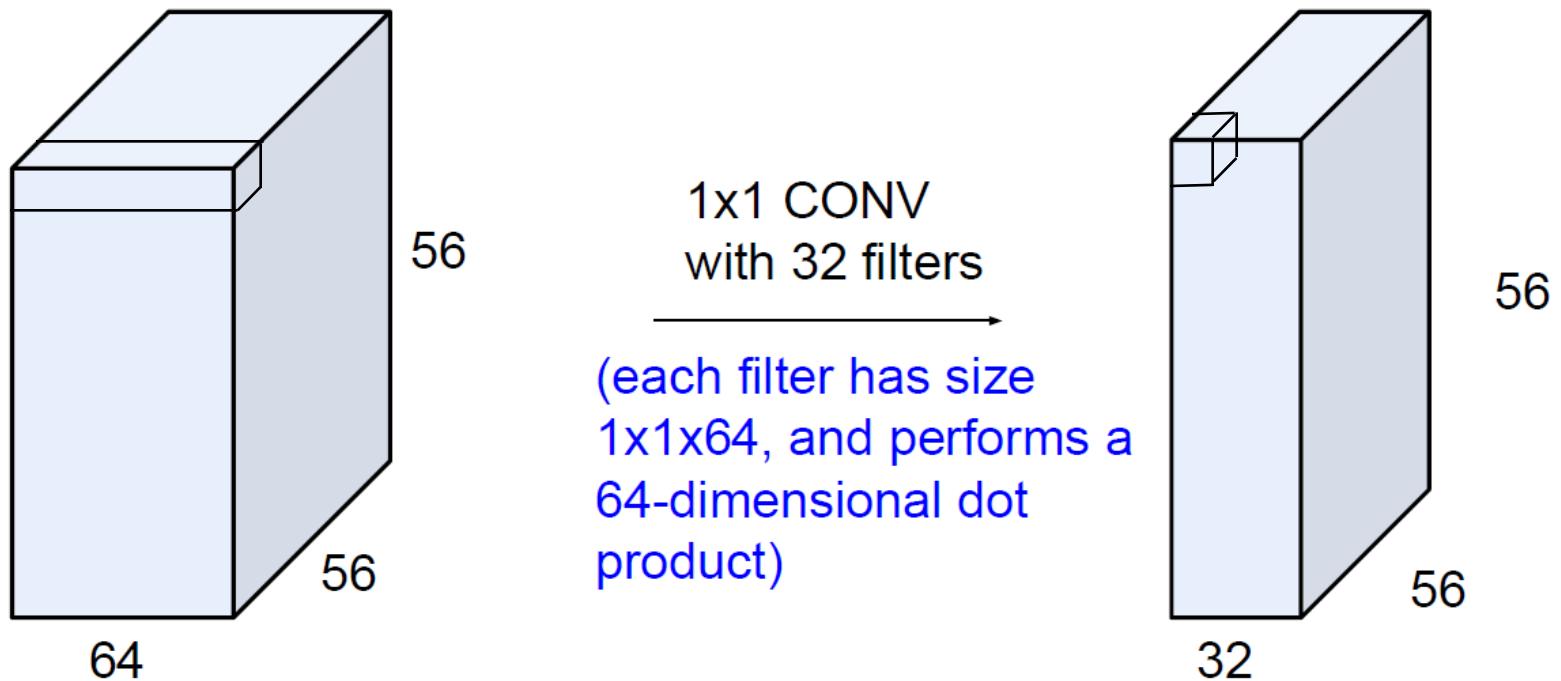 56
56
64
1x1 CONV
with 32 filters
(each filter has size
1x1x64, and performs a
64-dimensional dot
product)
56
56
32